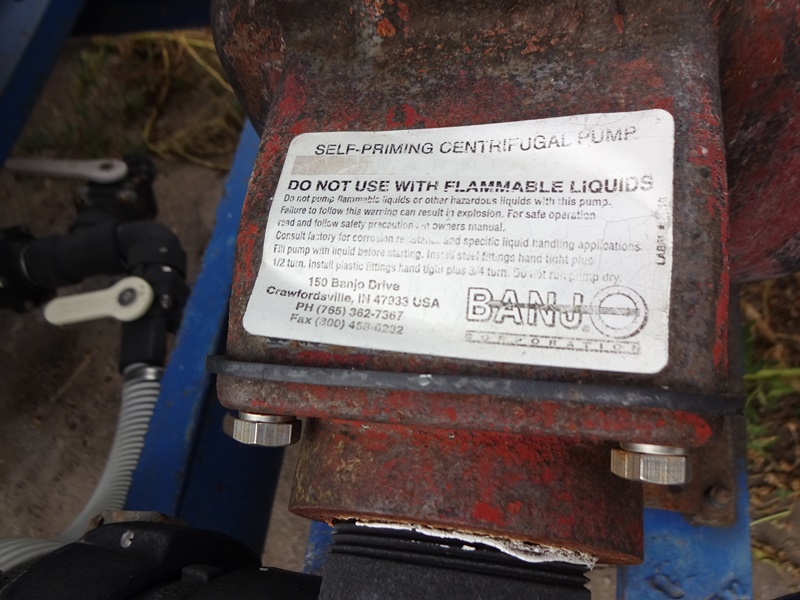 SELF-PRIMING CENTRIFUGAL PUMP
DO NOT USE WITH FLAMMABLE LIQUIDS
Do not pump flammable liquids or other hazardous liquids with this pump.
Failure to follow this warning can result in explosion. For safe operation
read and follow safety precaution in owners manual.
Consult factory for corrosion resistance and specific liquid handling applications.
Fill pump with liquid before starting. Install steel fittings hand tight plus
1/2 turn. Install plastic fittings hand tight plus 3/4 turn. Do not run pump dry.
150 Banjo Drive
Crawfordsville, IN 47933 USA
PH (765) 362-7367
Fax (800) 458-0232
BANJO
CORPORATION
LABEL #